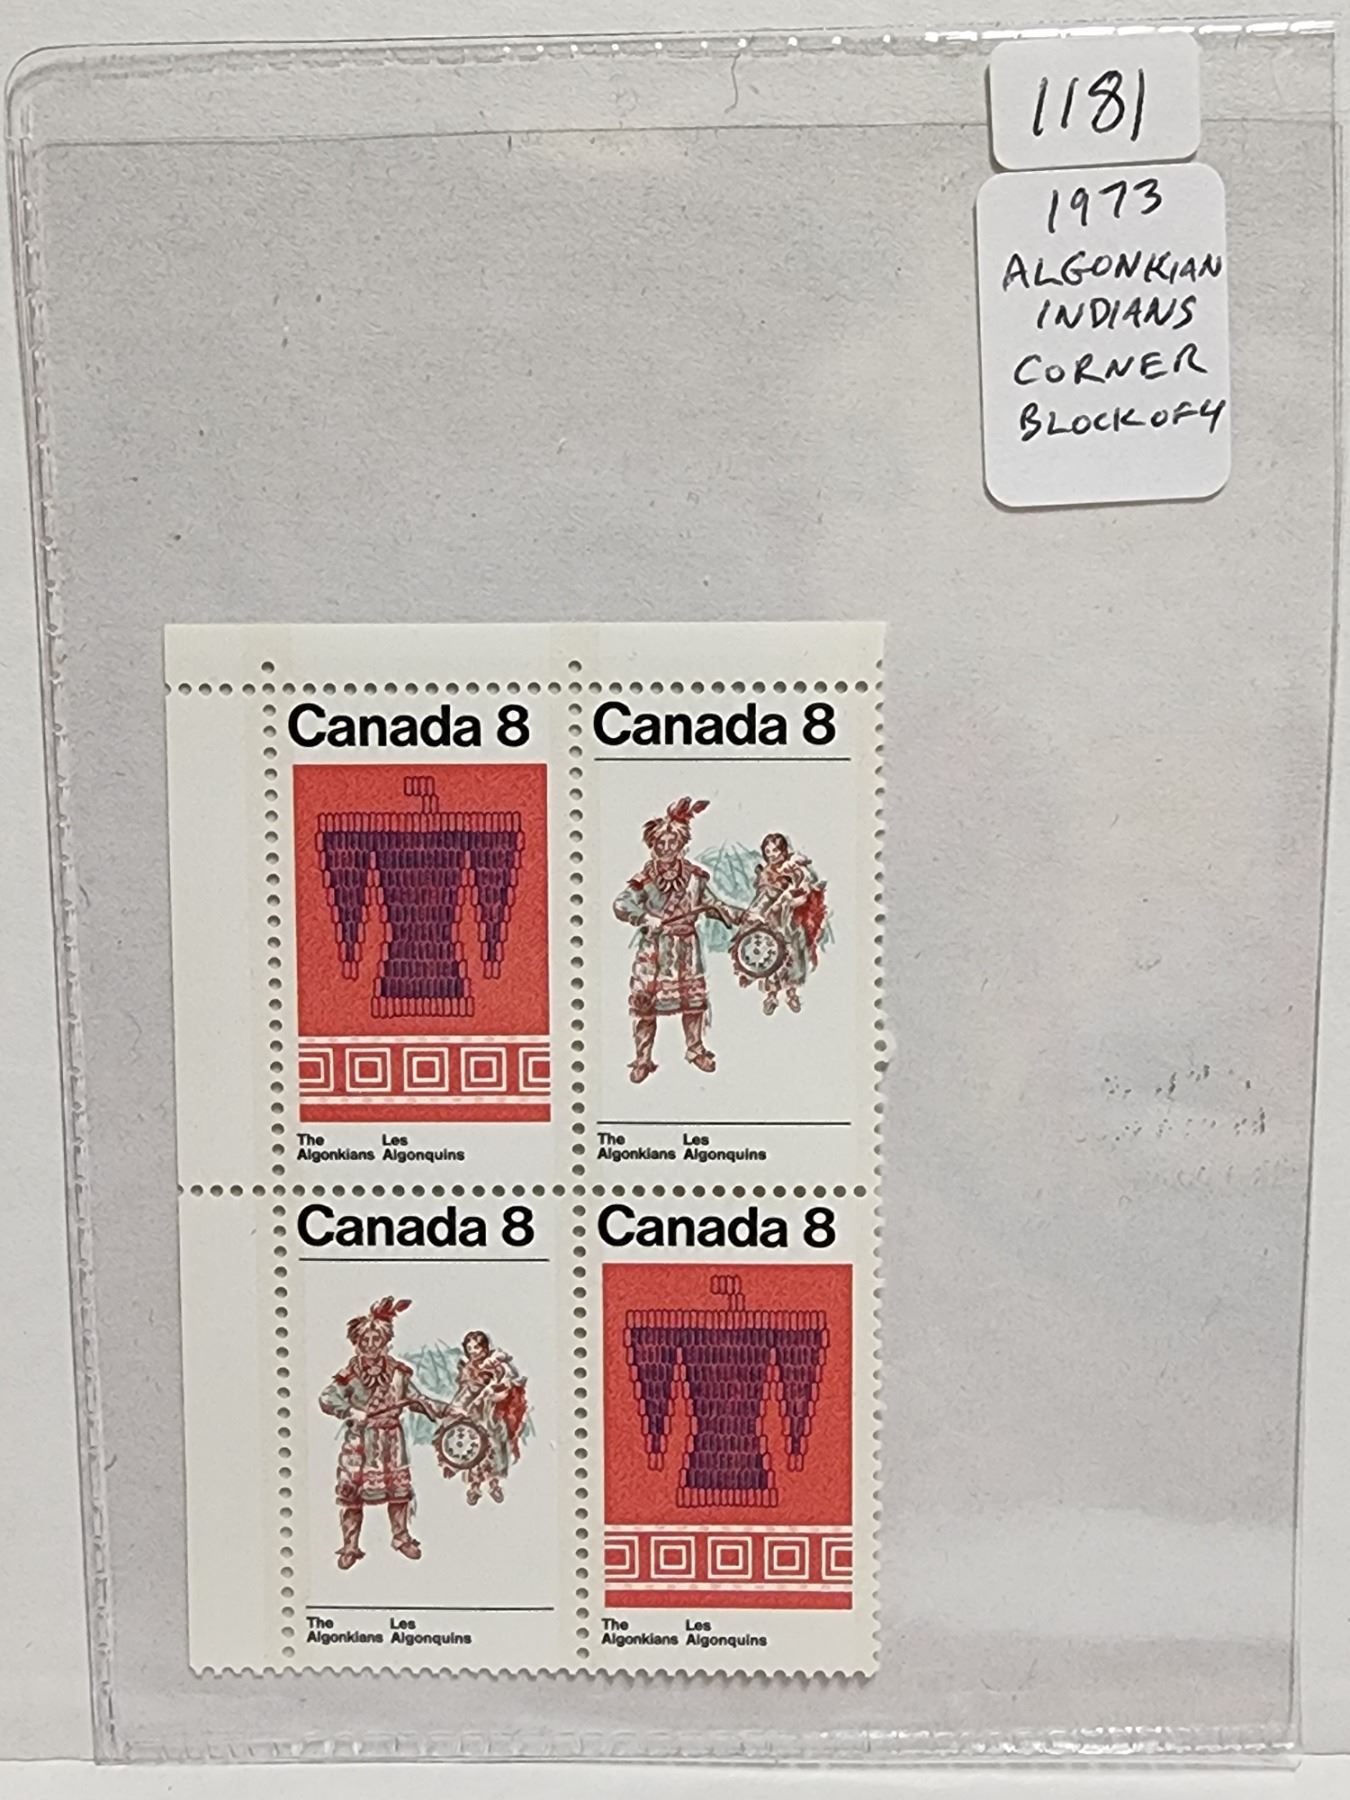 1181
1973
ALGONKIAN
INDIANS
CORNER
BLOCK OF 4
Canada 8
The Les
Algonkians Algonquins
Canada 8
The Les
Algonkians Algonquins
Canada 8
The Les
Algonkians Algonquins
Canada 8
The Les
Algonkians Algonquins